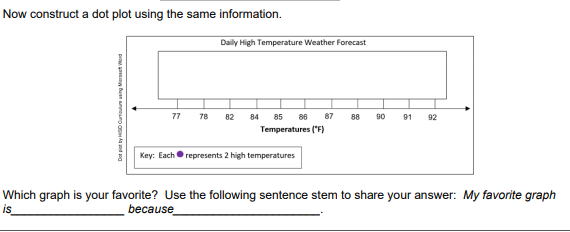 Now construct a dot plot using the same information.
Daily High Temperature Weather Forecast
Dot plot by HISD Curriculum using Microsoft Word
77 78 82 84 85 86 87 88 90 91 92
Temperatures (°F)
Key: Each represents 2 high temperatures
Which graph is your favorite? Use the following sentence stem to share your answer: My favorite graph
is_________________ because______________________.